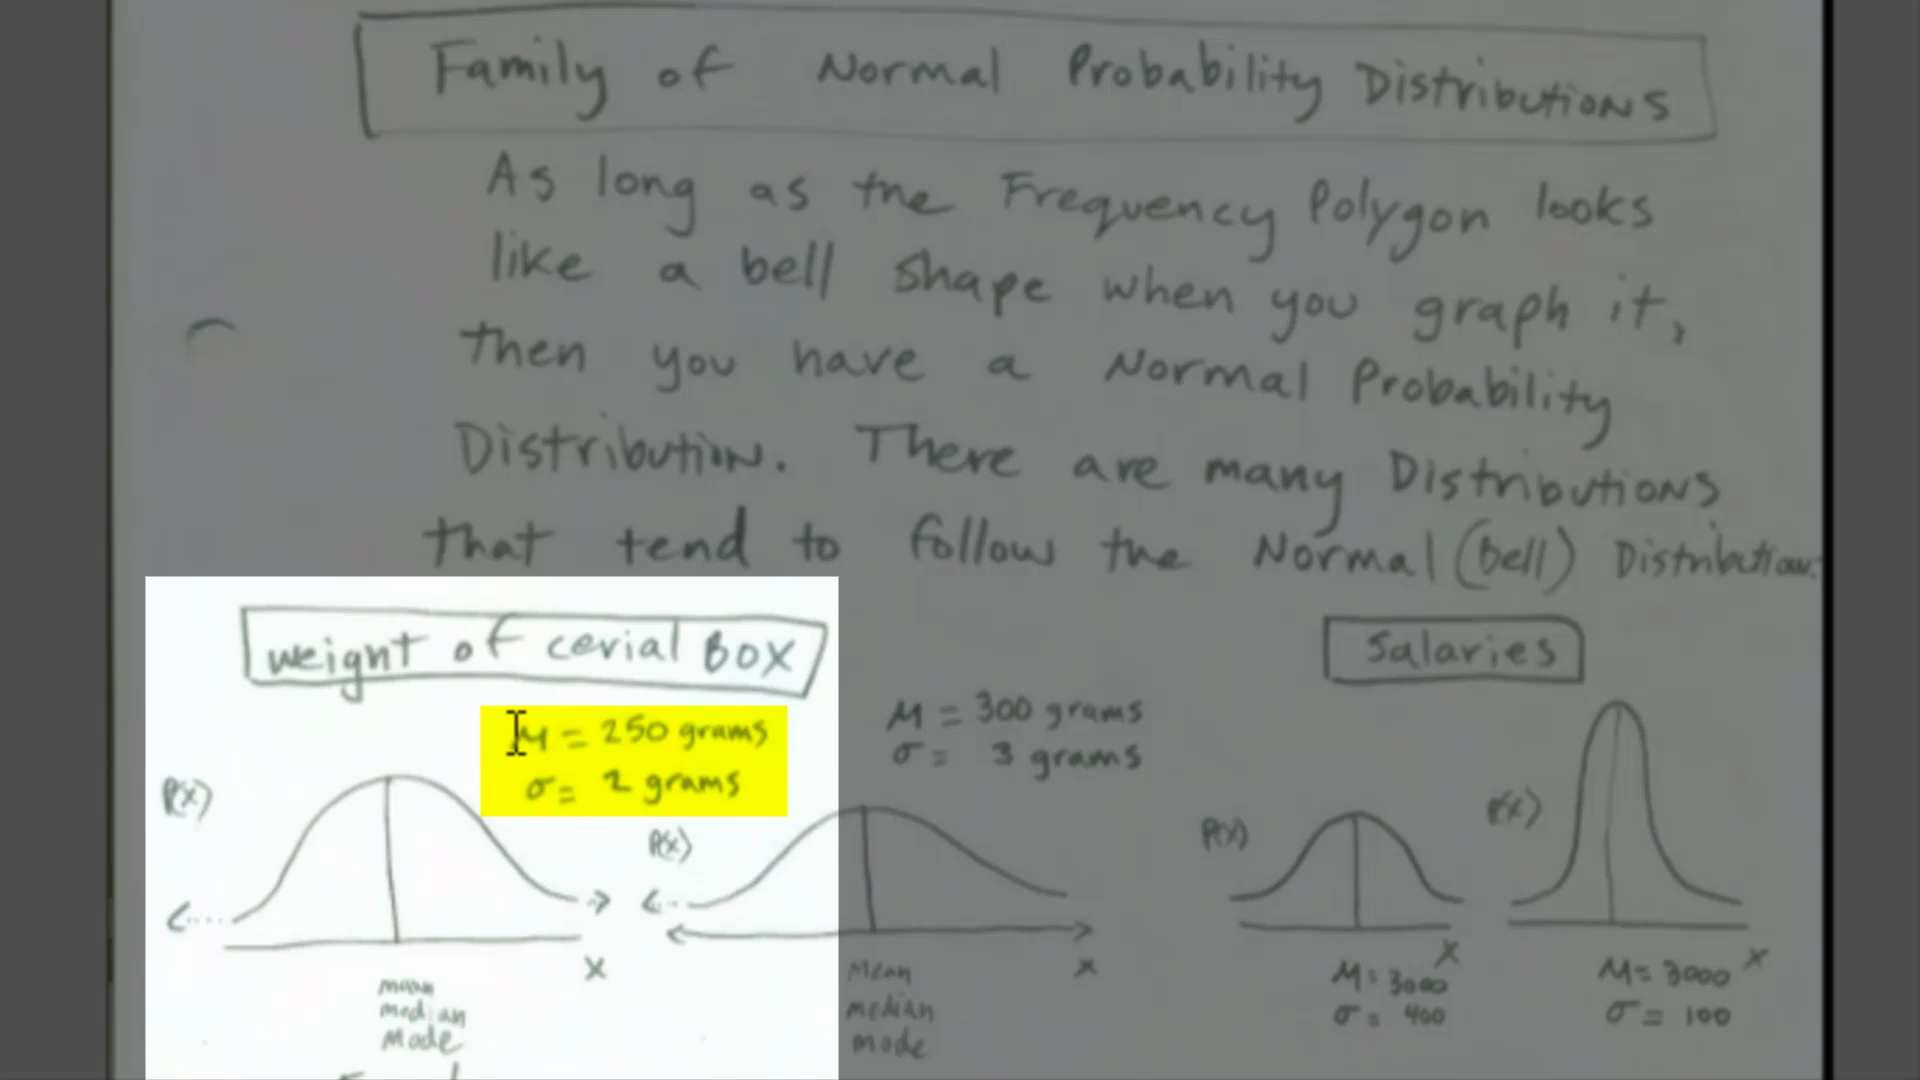 Family of Normal Probability Distributions
As long as the Frequency Polygon looks
like a bell shape when you graph it,
then you have a Normal Probability
Distribution. There are many Distributions
that tend to follow the Normal (bell) Distribution:
weight of cerial Box
Salaries
M = 250 grams
σ = 2 grams
M = 300 grams
σ = 3 grams
P(x)
P(x)
P(x)
P(x)
x
x
x
x
mean
median
Mode
Mean
median
mode
M = 3000
σ = 400
M = 3000
σ = 100